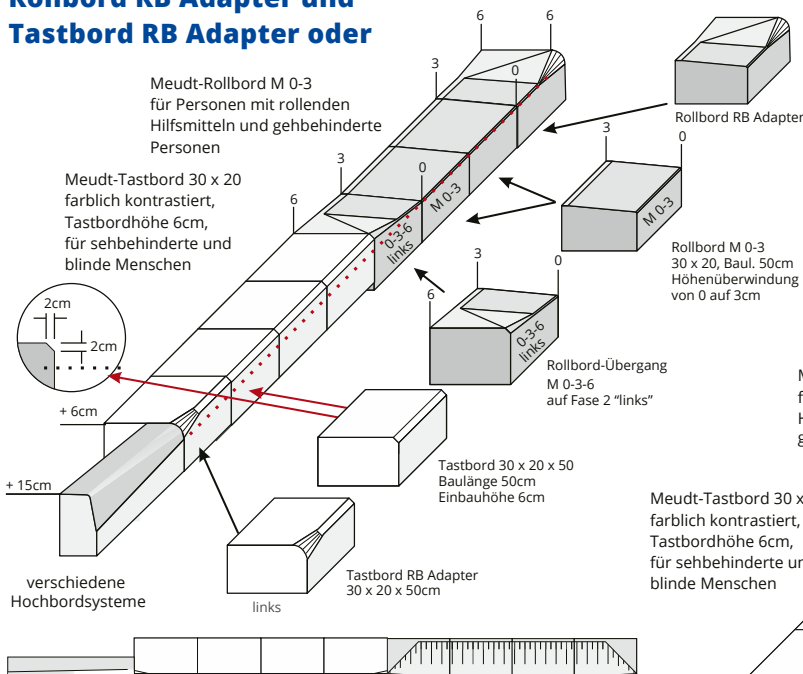 Rollbord RB Adapter und
Tastbord RB Adapter oder
Meudt-Rollbord M 0-3
für Personen mit rollenden
Hilfsmitteln und gehbehinderte
Personen
Meudt-Tastbord 30 x 20
farblich kontrastiert,
Tastbordhöhe 6cm,
für sehbehinderte und
blinde Menschen
6
6
3
0
3
0
6
M 0-3
0-3-6
links
6
Rollbord RB Adapter
3
0
M 0-3
Rollbord M 0-3
30 x 20, Baul. 50cm
Höhenüberwindung
von 0 auf 3cm
3
0
6
0-3-6
links
Rollbord-Übergang
M 0-3-6
auf Fase 2 "links"
2cm
2cm
+ 6cm
+ 15cm
verschiedene
Hochbordsysteme
Tastbord 30 x 20 x 50
Baulänge 50cm
Einbauhöhe 6cm
Tastbord RB Adapter
30 x 20 x 50cm
links
M
f
H
g
Meudt-Tastbord 30 x
farblich kontrastiert,
Tastbordhöhe 6cm,
für sehbehinderte un
blinde Menschen